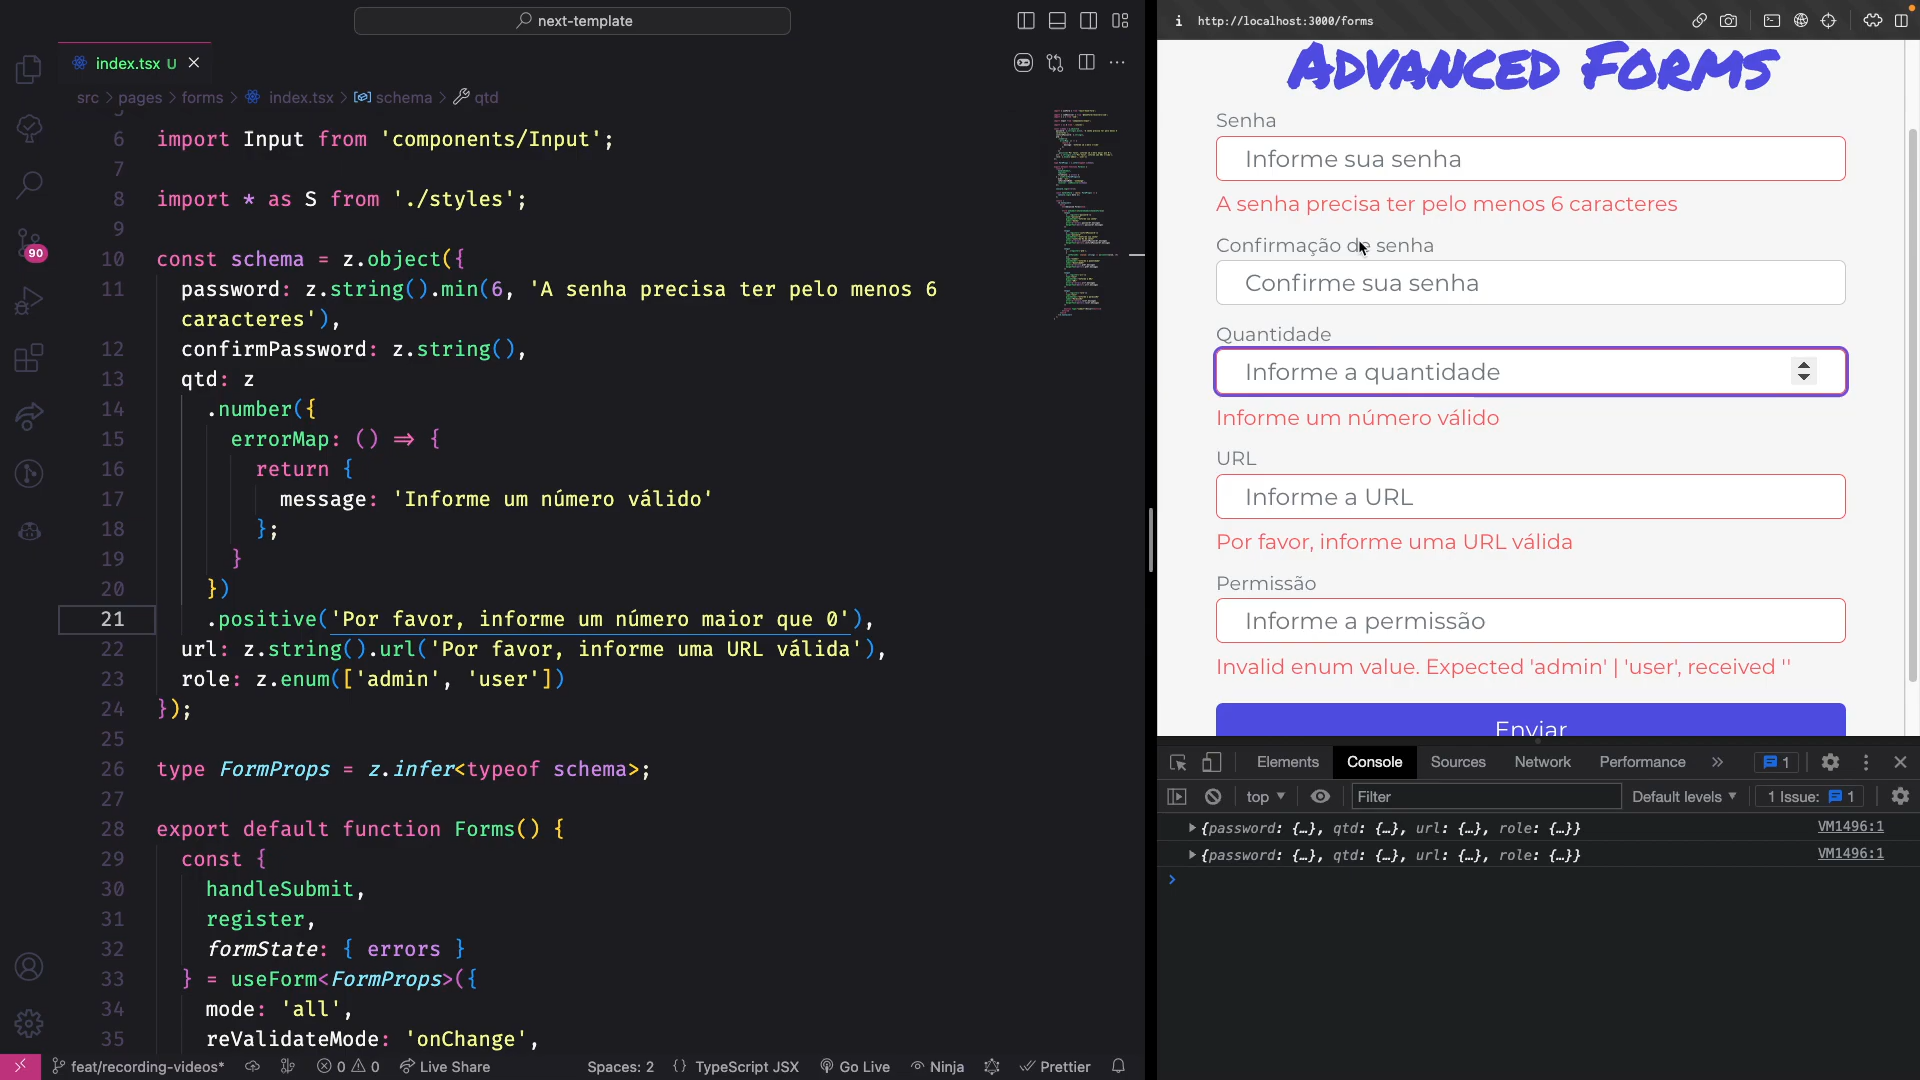 next-template
index.tsx U
src > pages > forms > index.tsx > schema > qtd
6 import Input from 'components/Input';
7
8 import * as S from './styles';
9
10 const schema = z.object({
11 password: z.string().min(6, 'A senha precisa ter pelo menos 6
caracteres'),
12 confirmPassword: z.string(),
13 qtd: z
14 .number({
15 errorMap: () => {
16 return {
17 message: 'Informe um número válido'
18 };
19 }
20 })
21 .positive('Por favor, informe um número maior que 0'),
22 url: z.string().url('Por favor, informe uma URL válida'),
23 role: z.enum(['admin', 'user'])
24 });
25
26 type FormProps = z.infer<typeof schema>;
27
28 export default function Forms() {
29 const {
30 handleSubmit,
31 register,
32 formState: { errors }
33 } = useForm<FormProps>({
34 mode: 'all',
35 reValidateMode: 'onChange',
90
feat/recording-videos* 0 0 Live Share Spaces: 2 {} TypeScript JSX Go Live Ninja Prettier
http://localhost:3000/forms
Advanced Forms
Senha
Informe sua senha
A senha precisa ter pelo menos 6 caracteres
Confirmação de senha
Confirme sua senha
Quantidade
Informe a quantidade
Informe um número válido
URL
Informe a URL
Por favor, informe uma URL válida
Permissão
Informe a permissão
Invalid enum value. Expected 'admin' | 'user', received ''
Enviar
Elements Console Sources Network Performance » 1
top Filter Default levels 1 Issue: 1
{password: {…}, qtd: {…}, url: {…}, role: {…}} VM1496:1
{password: {…}, qtd: {…}, url: {…}, role: {…}} VM1496:1